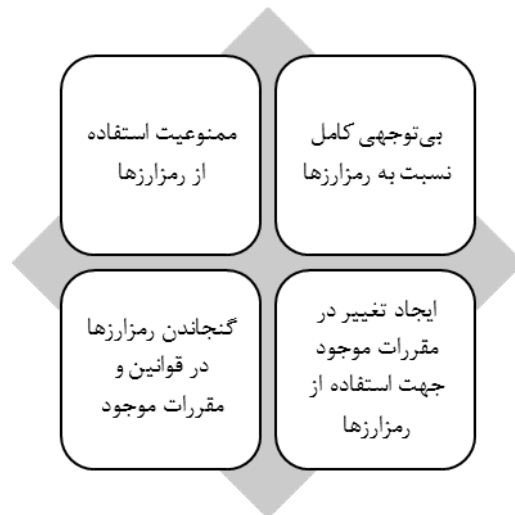 بی‌توجهی کامل
نسبت به رمزارزها
ممنوعیت استفاده
از رمزارزها
ایجاد تغییر در
مقررات موجود
جهت استفاده از
رمزارزها
گنجاندن رمزارزها
در قوانین و
مقررات موجود